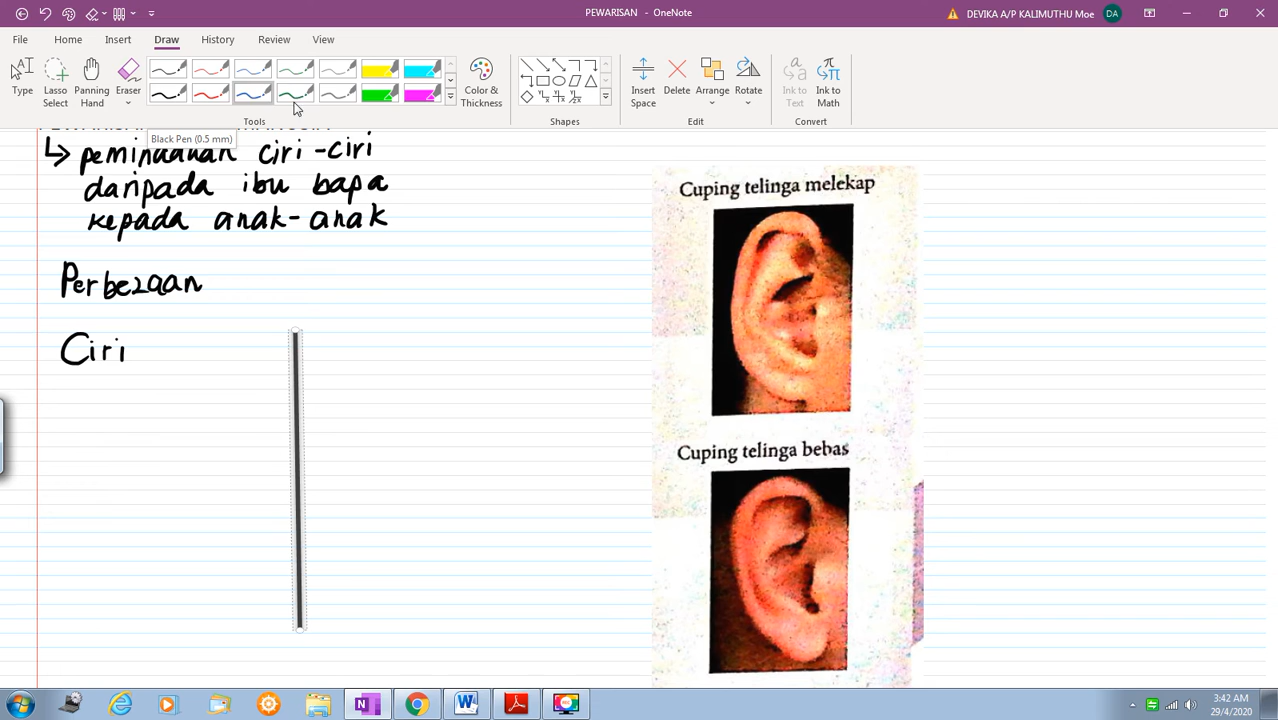 PEWARISAN - OneNote
DEVIKA A/P KALIMUTHU Moe
DA
File Home Insert Draw History Review View
Type
Lasso Select
Panning Hand
Eraser
Color & Thickness
Insert Space
Delete
Arrange
Rotate
Ink to Text
Ink to Math
Tools
Shapes
Edit
Convert
Black Pen (0.5 mm)
↳ pemindahan ciri-ciri
daripada ibu bapa
kepada anak-anak
Perbezaan
Ciri
Cuping telinga melekap
Cuping telinga bebas
3:42 AM
29/4/2020